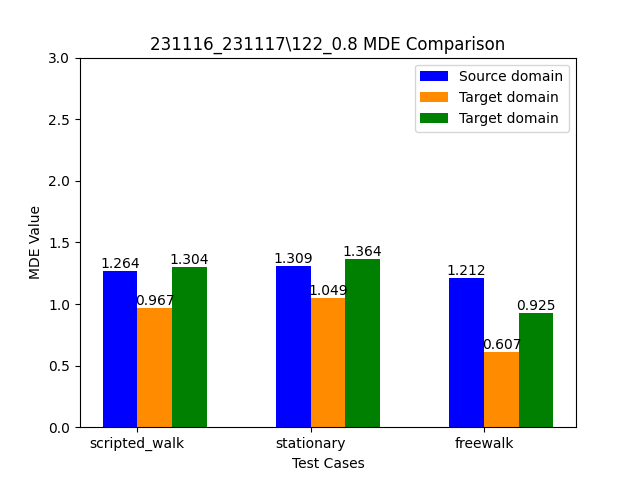 231116_231117\122_0.8 MDE Comparison
3.0
2.5
2.0
1.5
1.0
0.5
0.0
MDE Value
Source domain
Target domain
Target domain
1.264
0.967
1.304
1.309
1.049
1.364
1.212
0.607
0.925
scripted_walk
stationary
freewalk
Test Cases